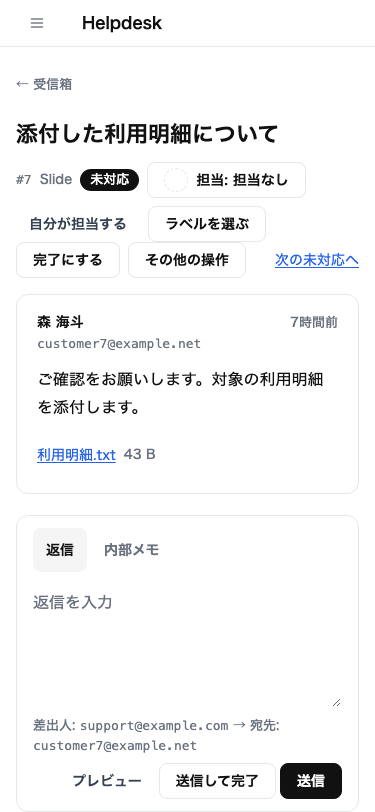 Helpdesk
← 受信箱
添付した利用明細について
#7 Slide 未対応 担当: 担当なし
自分が担当する ラベルを選ぶ
完了にする その他の操作 次の未対応へ
森 海斗 7時間前
customer7@example.net
ご確認をお願いします。対象の利用明細
を添付します。
利用明細.txt 43 B
返信 内部メモ
返信を入力
差出人: support@example.com → 宛先:
customer7@example.net
プレビュー 送信して完了 送信